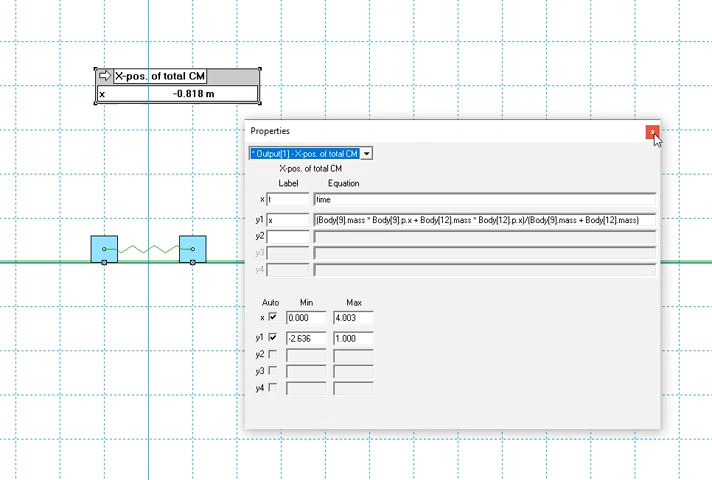 X-pos. of total CM
x -0.818 m
Properties
* Output[1] - X-pos. of total CM
X-pos. of total CM
Label Equation
x t time
y1 x (Body[9].mass * Body[9].p.x + Body[12].mass * Body[12].p.x)/(Body[9].mass + Body[12].mass)
y2
y3
y4
Auto Min Max
x 0.000 4.003
y1 -2.636 1.000
y2
y3
y4